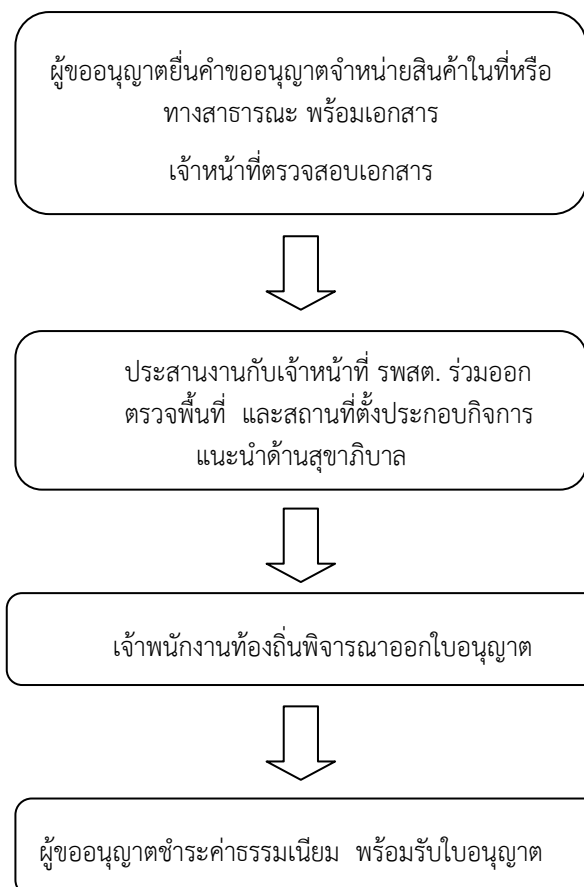 ผู้ขออนุญาตยื่นคำขออนุญาตจำหน่ายสินค้าในที่หรือ
ทางสาธารณะ พร้อมเอกสาร
เจ้าหน้าที่ตรวจสอบเอกสาร
ประสานงานกับเจ้าหน้าที่ รพสต. ร่วมออก
ตรวจพื้นที่ และสถานที่ตั้งประกอบกิจการ
แนะนำด้านสุขาภิบาล
เจ้าพนักงานท้องถิ่นพิจารณาออกใบอนุญาต
ผู้ขออนุญาตชำระค่าธรรมเนียม พร้อมรับใบอนุญาต